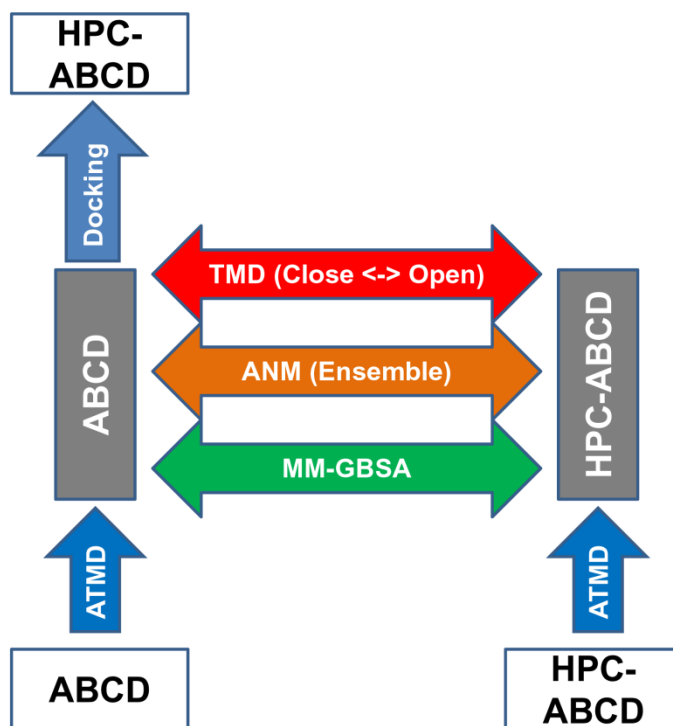 HPC-
ABCD
Docking
TMD (Close <-> Open)
ABCD
ANM (Ensemble)
HPC-ABCD
MM-GBSA
ATMD
ATMD
ABCD
HPC-
ABCD